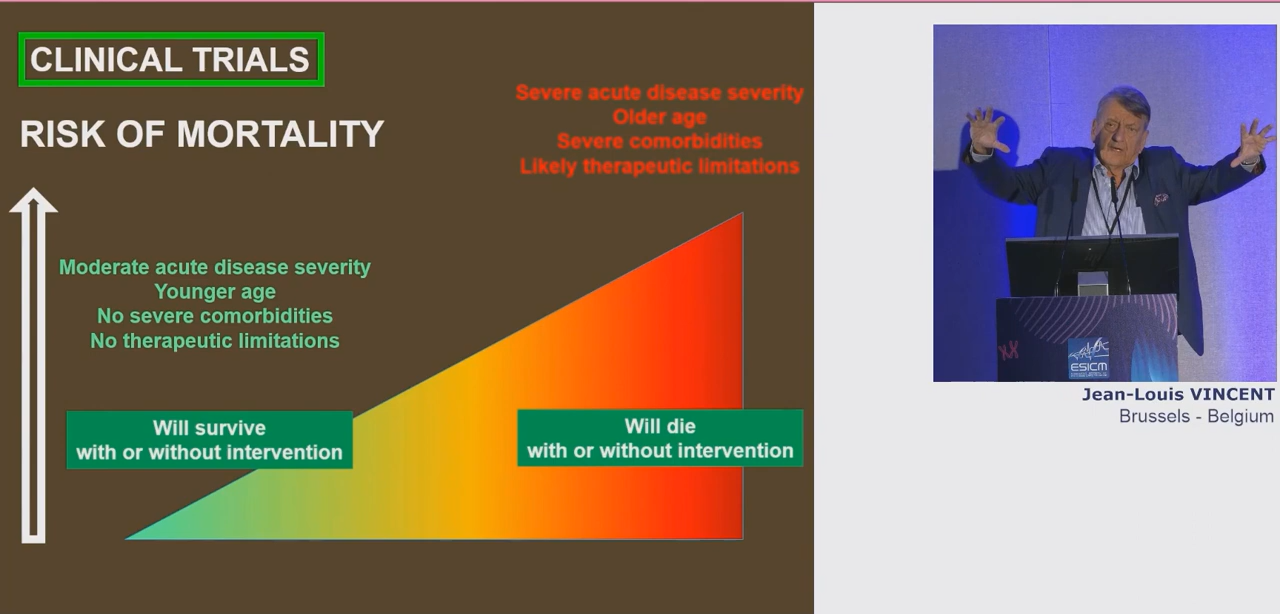 CLINICAL TRIALS
RISK OF MORTALITY
Severe acute disease severity
Older age
Severe comorbidities
Likely therapeutic limitations
Moderate acute disease severity
Younger age
No severe comorbidities
No therapeutic limitations
Will survive
with or without intervention
Will die
with or without intervention
ESICM
Jean-Louis VINCENT
Brussels - Belgium